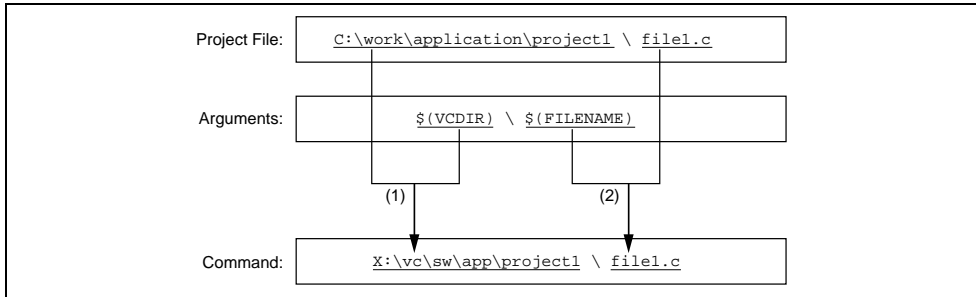 Project File: C:\work\application\project1 \ file1.c
Arguments: $(VCDIR) \ $(FILENAME)
(1) (2)
Command: X:\vc\sw\app\project1 \ file1.c